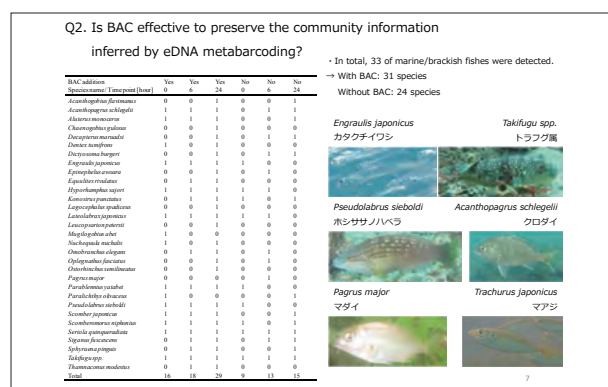 Q2. Is BAC effective to preserve the community information
inferred by eDNA metabarcoding?
・In total, 33 of marine/brackish fishes were detected.
→ With BAC: 31 species
Without BAC: 24 species
BAC addition Yes Yes Yes No No No
Species name / Time point [hour] 0 6 24 0 6 24
Acanthogobius flavimanus 0 0 1 0 0 0
Acanthopagrus schlegelii 1 1 1 0 1 1
Aluterus monoceros 1 1 1 0 0 0
Chaenogobius gulosus 0 0 1 0 0 0
Decapterus maruadsi 0 0 1 0 1 1
Dentex tumifrons 1 0 1 0 0 0
Dictyosoma burgeri 0 0 1 0 1 1
Engraulis japonicus 1 1 1 1 0 0
Epinephelus awoara 0 0 1 0 1 0
Equulites rivulatus 0 1 1 0 0 0
Hyporhamphus sajori 1 1 1 1 1 0
Konosirus punctatus 0 1 1 1 0 1
Lagocephalus spadiceus 0 0 1 0 0 0
Lateolabrax japonicus 1 1 1 1 1 0
Leucopsarion petersii 0 0 1 0 0 0
Mugilogobius abei 1 0 0 0 0 0
Nuchequula nuchalis 1 0 1 0 0 0
Omobranchus elegans 0 1 1 0 1 0
Oplegnathus fasciatus 0 0 1 0 1 0
Ostorhinchus semilineatus 0 0 1 0 0 0
Pagrus major 0 0 0 0 1 0
Parablennius yatabei 1 1 1 1 0 0
Paralichthys olivaceus 1 0 0 0 0 1
Pseudolabrus sieboldi 1 1 1 1 0 0
Scomber japonicus 1 1 1 0 0 1
Scomberomorus niphonius 1 1 1 1 0 1
Seriola quinqueradiata 1 1 1 0 1 1
Siganus fuscescens 0 1 1 0 1 1
Sphyraena pinguis 0 1 1 0 0 1
Takifugu spp. 1 1 1 1 1 1
Thamnaconus modestus 0 1 1 0 0 1
Total 16 18 29 9 13 15
Engraulis japonicus
カタクチイワシ
Takifugu spp.
トラフグ属
Pseudolabrus sieboldi
ホシササノハベラ
Acanthopagrus schlegelii
クロダイ
Pagrus major
マダイ
Trachurus japonicus
マアジ
7